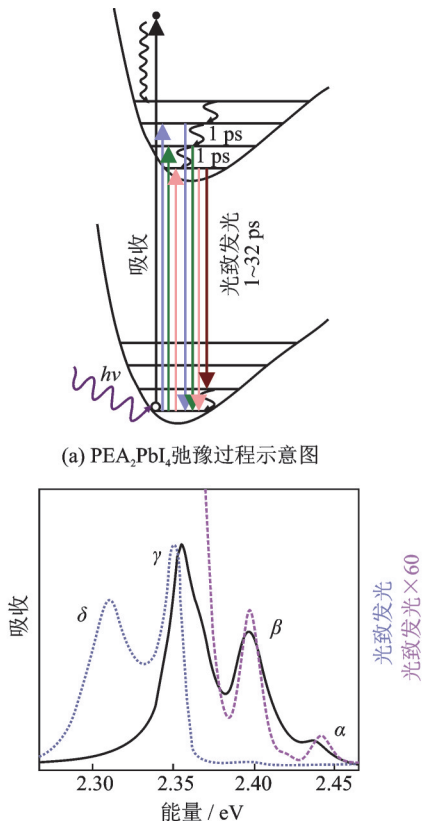 1 ps
1 ps
吸收
光致发光
1~32 ps
hν
(a) PEA₂PbI₄弛豫过程示意图
吸收
δ
γ
β
α
光致发光
光致发光×60
2.30 2.35 2.40 2.45
能量 / eV